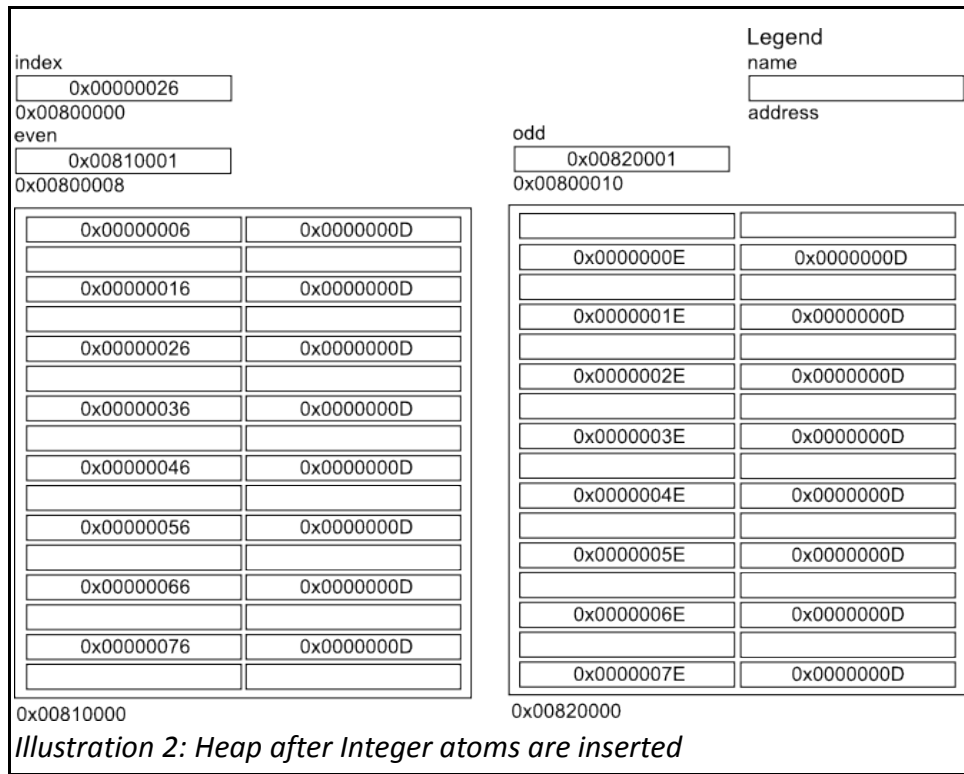 Legend
index
name
0x00000026
0x00800000
address
even
odd
0x00810001
0x00820001
0x00800008
0x00800010
0x00000006 0x0000000D
0x0000000E 0x0000000D
0x00000016 0x0000000D
0x0000001E 0x0000000D
0x00000026 0x0000000D
0x0000002E 0x0000000D
0x00000036 0x0000000D
0x0000003E 0x0000000D
0x00000046 0x0000000D
0x0000004E 0x0000000D
0x00000056 0x0000000D
0x0000005E 0x0000000D
0x00000066 0x0000000D
0x0000006E 0x0000000D
0x00000076 0x0000000D
0x0000007E 0x0000000D
0x00810000
0x00820000
Illustration 2: Heap after Integer atoms are inserted